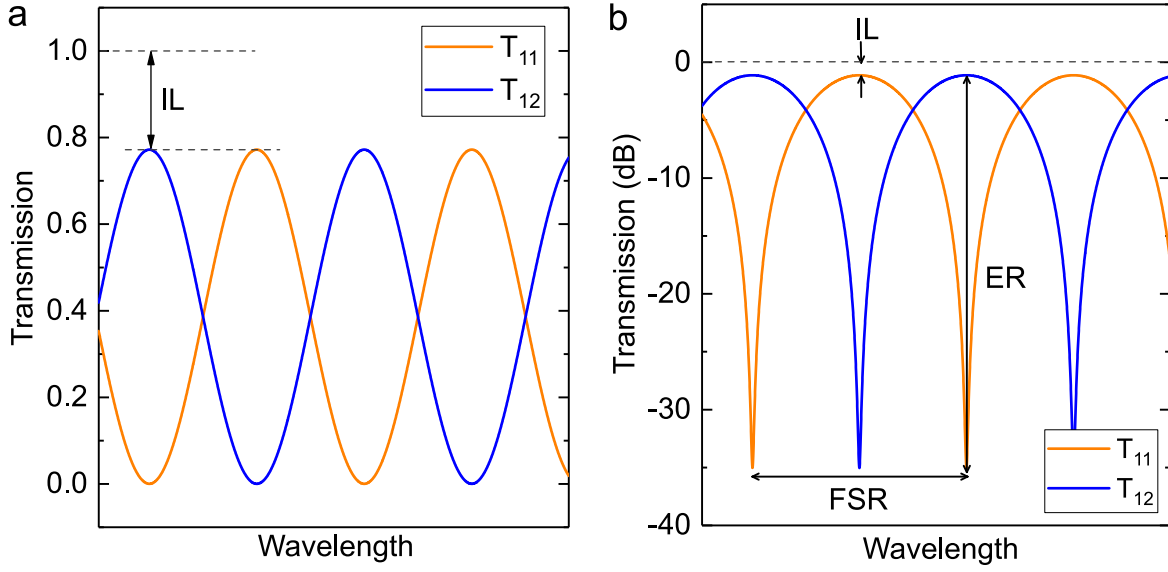 a
1.0
0.8
0.6
0.4
0.2
0.0
Transmission
Wavelength
IL
T11
T12
b
0
-10
-20
-30
-40
Transmission (dB)
Wavelength
IL
ER
FSR
T11
T12